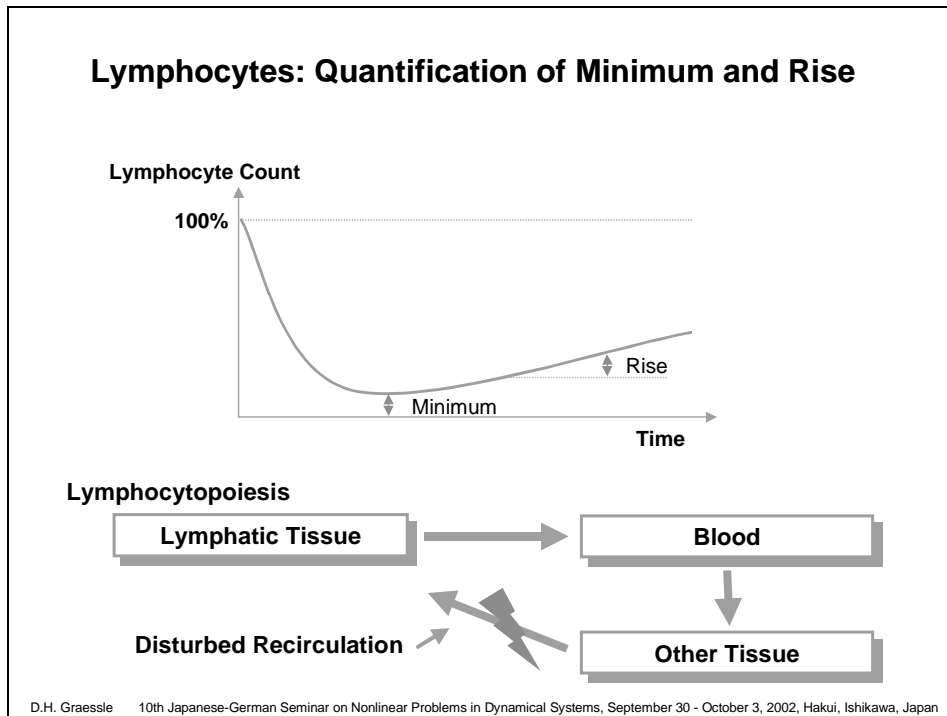 Lymphocytes: Quantification of Minimum and Rise
Lymphocyte Count
100%
Rise
Minimum
Time
Lymphocytopoiesis
Lymphatic Tissue
Blood
Disturbed Recirculation
Other Tissue
D.H. Graessle 10th Japanese-German Seminar on Nonlinear Problems in Dynamical Systems, September 30 - October 3, 2002, Hakui, Ishikawa, Japan